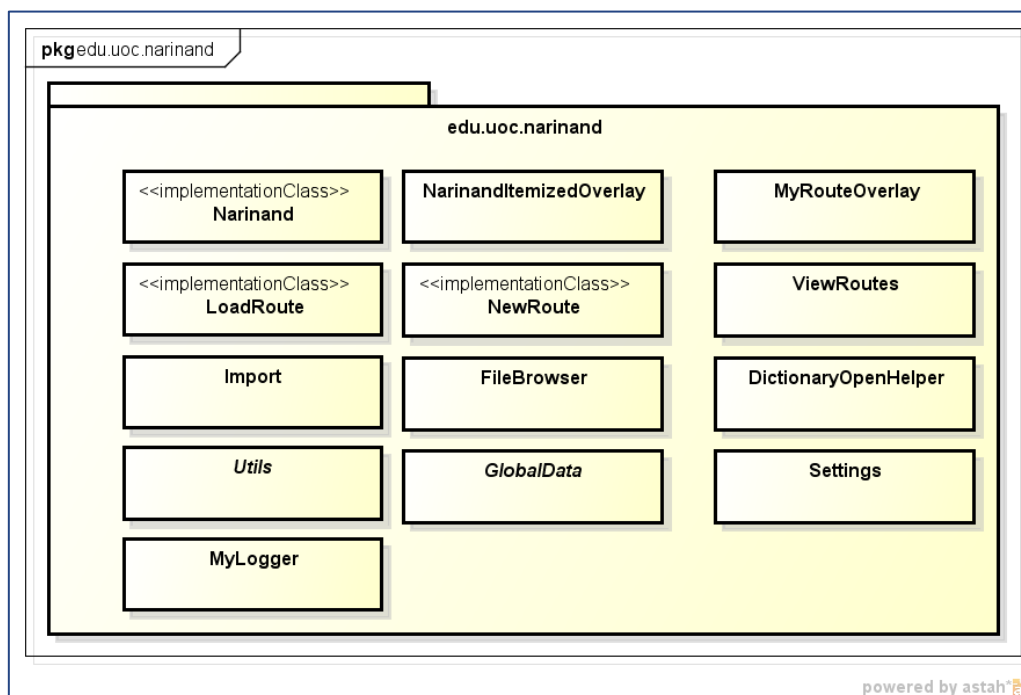 pkg edu.uoc.narinand
edu.uoc.narinand
<<implementationClass>>
Narinand
NarinandItemizedOverlay
MyRouteOverlay
<<implementationClass>>
LoadRoute
<<implementationClass>>
NewRoute
ViewRoutes
Import
FileBrowser
DictionaryOpenHelper
Utils
GlobalData
Settings
MyLogger
powered by astah*